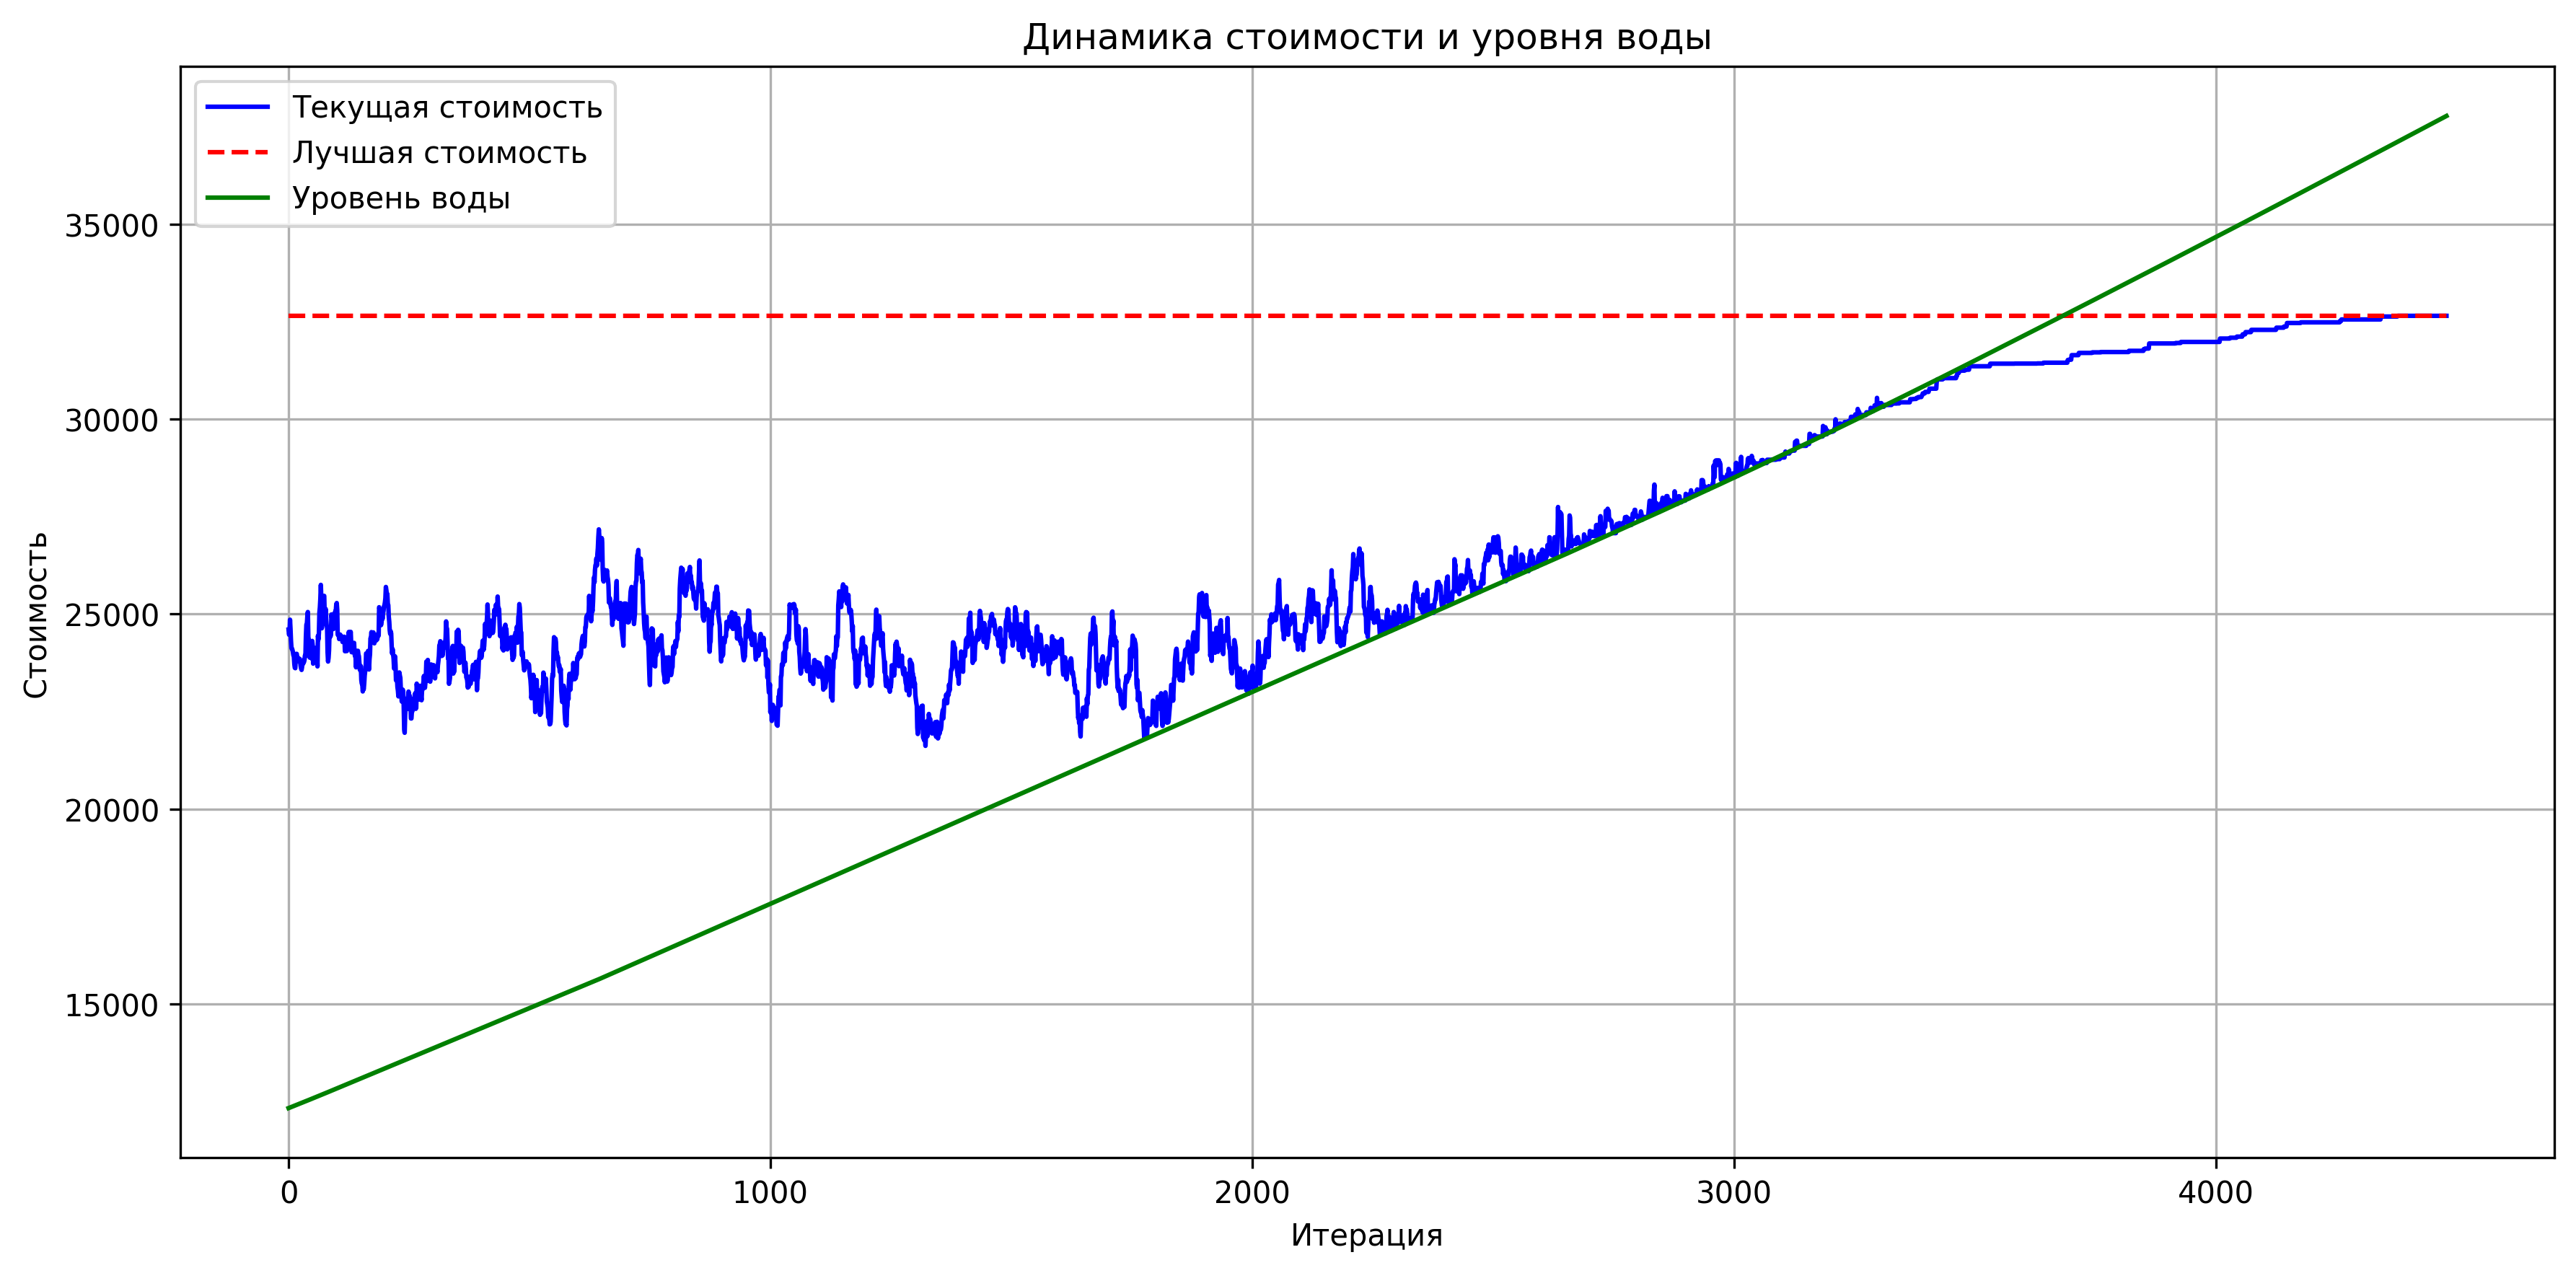 Динамика стоимости и уровня воды
Текущая стоимость
Лучшая стоимость
Уровень воды
35000
30000
25000
20000
15000
Стоимость
0 1000 2000 3000 4000
Итерация